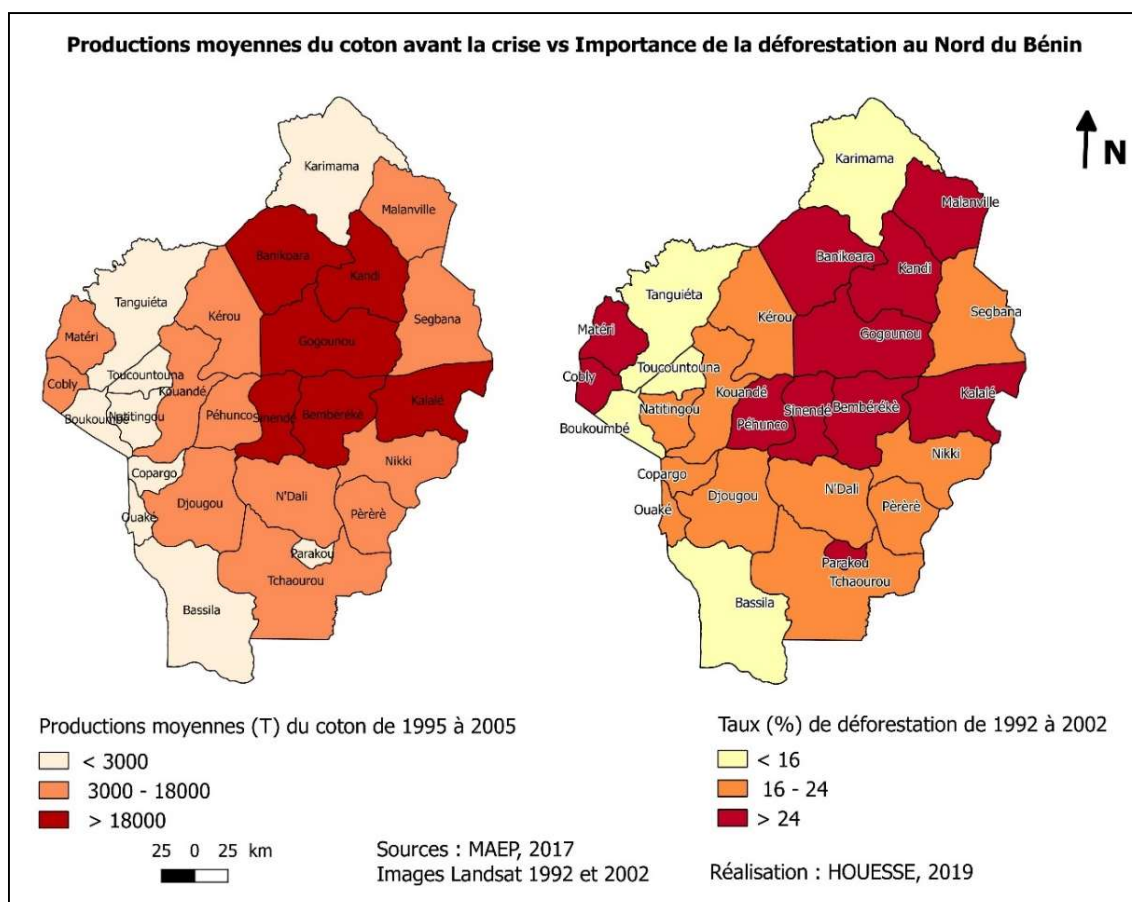 Productions moyennes du coton avant la crise vs Importance de la déforestation au Nord du Bénin
N
Karimama
Malanville
Banikoara
Kandi
Tanguiéta
Kérou
Segbana
Matéri
Gogounou
Toucountouna
Cobly
Kouandé
Kalalé
Boukoumbé
Natitingou
Péhunco
Sinendé
Bembèrèkè
Nikki
Copargo
Djougou
N'Dali
Ouaké
Pèrèrè
Parakou
Tchaourou
Bassila
Karimama
Malanville
Banikoara
Kandi
Tanguiéta
Kérou
Segbana
Matéri
Gogounou
Toucountouna
Cobly
Kouandé
Kalalé
Natitingou
Boukoumbé
Péhunco
Sinendé
Bembérékè
Nikki
Copargo
Djougou
N'Dali
Ouaké
Pèrèrè
Parakou
Tchaourou
Bassila
Productions moyennes (T) du coton de 1995 à 2005
< 3000
3000 - 18000
> 18000
Taux (%) de déforestation de 1992 à 2002
< 16
16 - 24
> 24
25 0 25 km
Sources : MAEP, 2017
Images Landsat 1992 et 2002
Réalisation : HOUESSE, 2019